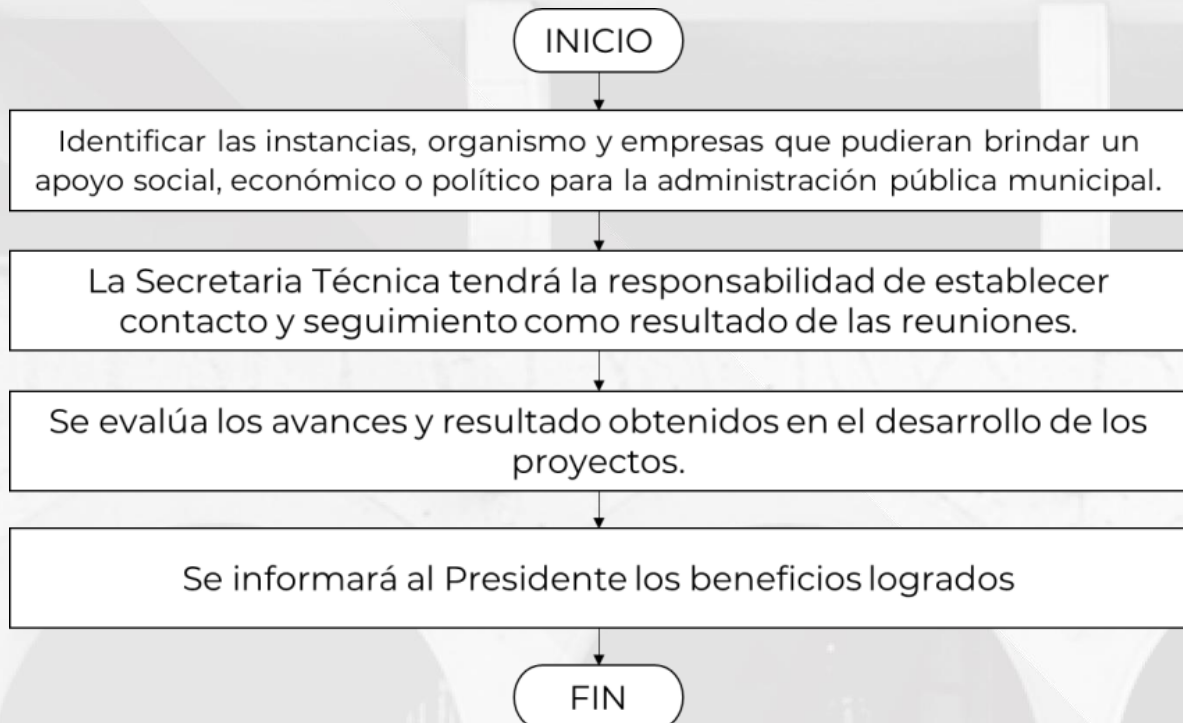 INICIO
Identificar las instancias, organismo y empresas que pudieran brindar un
apoyo social, económico o político para la administración pública municipal.
La Secretaria Técnica tendrá la responsabilidad de establecer
contacto y seguimiento como resultado de las reuniones.
Se evalúa los avances y resultado obtenidos en el desarrollo de los
proyectos.
Se informará al Presidente los beneficios logrados
FIN